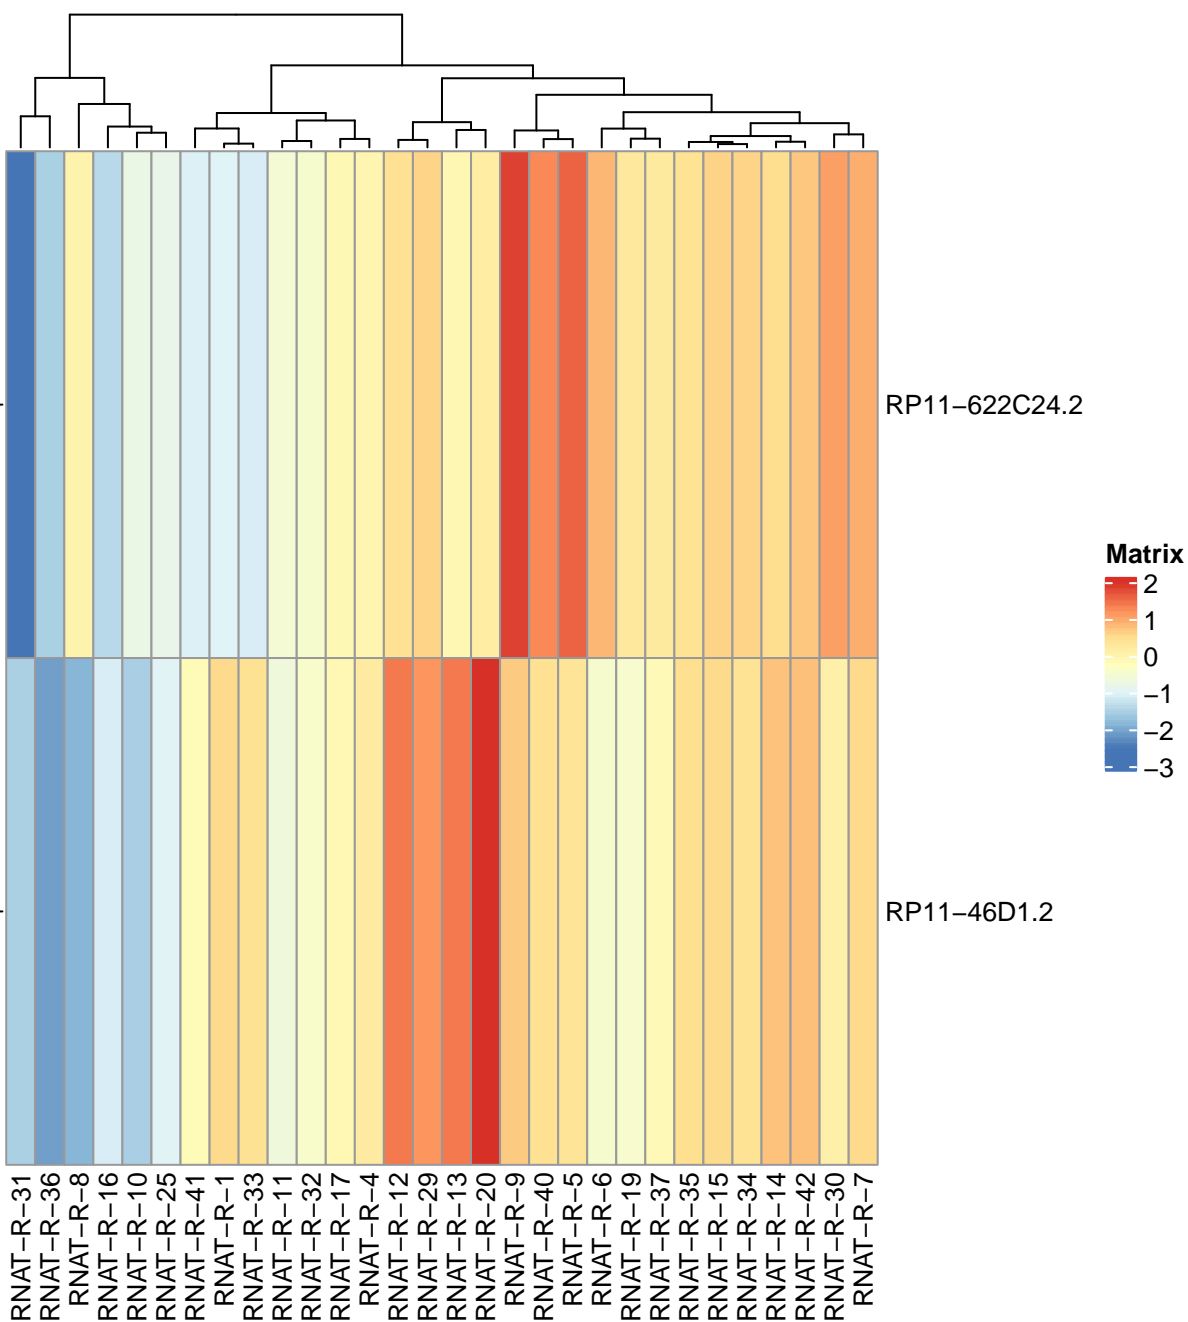 RP11−622C24.2
Matrix
2
1
0
−1
−2
−3
RP11−46D1.2
RNAT−R−31
RNAT−R−36
RNAT−R−8
RNAT−R−16
RNAT−R−10
RNAT−R−25
RNAT−R−41
RNAT−R−1
RNAT−R−33
RNAT−R−11
RNAT−R−32
RNAT−R−17
RNAT−R−4
RNAT−R−12
RNAT−R−29
RNAT−R−13
RNAT−R−20
RNAT−R−9
RNAT−R−40
RNAT−R−5
RNAT−R−6
RNAT−R−19
RNAT−R−37
RNAT−R−35
RNAT−R−15
RNAT−R−34
RNAT−R−14
RNAT−R−42
RNAT−R−30
RNAT−R−7